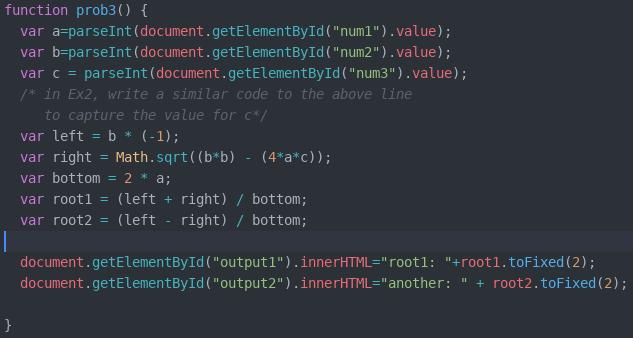 function prob3() {
  var a=parseInt(document.getElementById("num1").value);
  var b=parseInt(document.getElementById("num2").value);
  var c = parseInt(document.getElementById("num3").value);
  /* in Ex2, write a similar code to the above line
     to capture the value for c*/
  var left = b * (-1);
  var right = Math.sqrt((b*b) - (4*a*c));
  var bottom = 2 * a;
  var root1 = (left + right) / bottom;
  var root2 = (left - right) / bottom;
  document.getElementById("output1").innerHTML="root1: "+root1.toFixed(2);
  document.getElementById("output2").innerHTML="another: " + root2.toFixed(2);
}